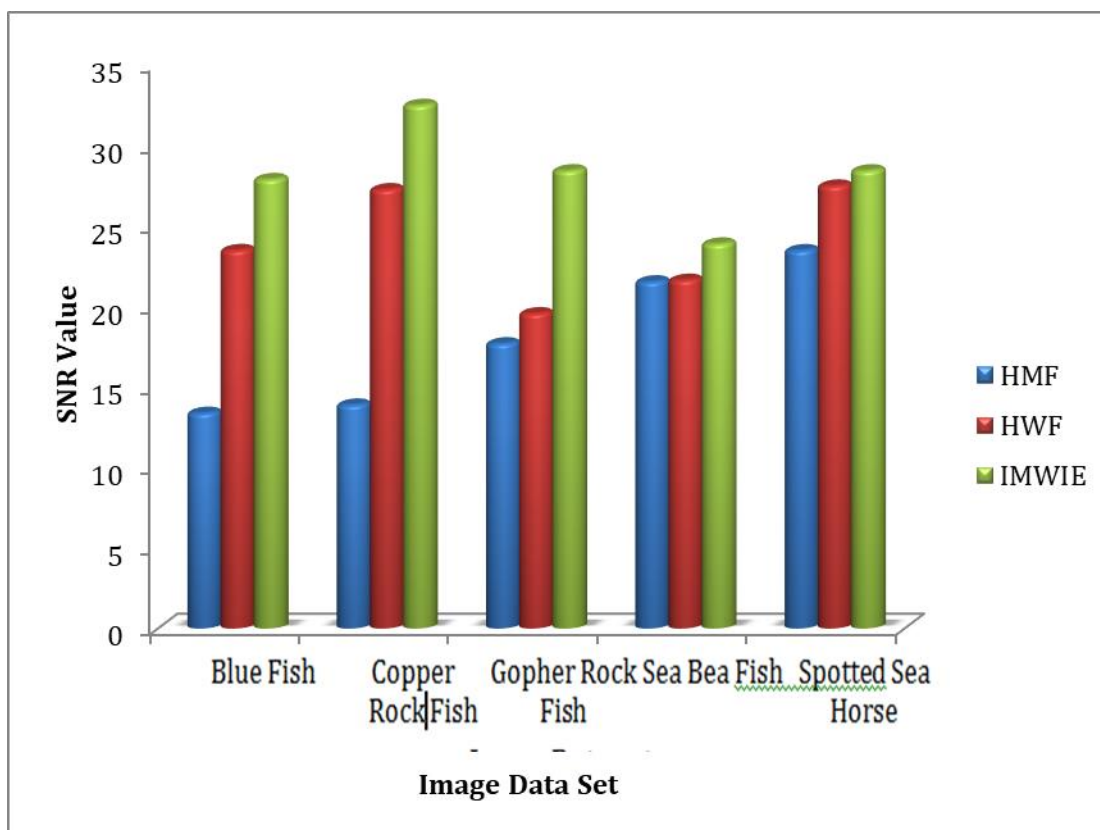 35
30
25
20
15
10
5
0
SNR Value
HMF
HWF
IMWIE
Blue Fish
Copper
Rock Fish
Gopher Rock
Fish
Sea Bea Fish
Spotted Sea
Horse
Image Data Set